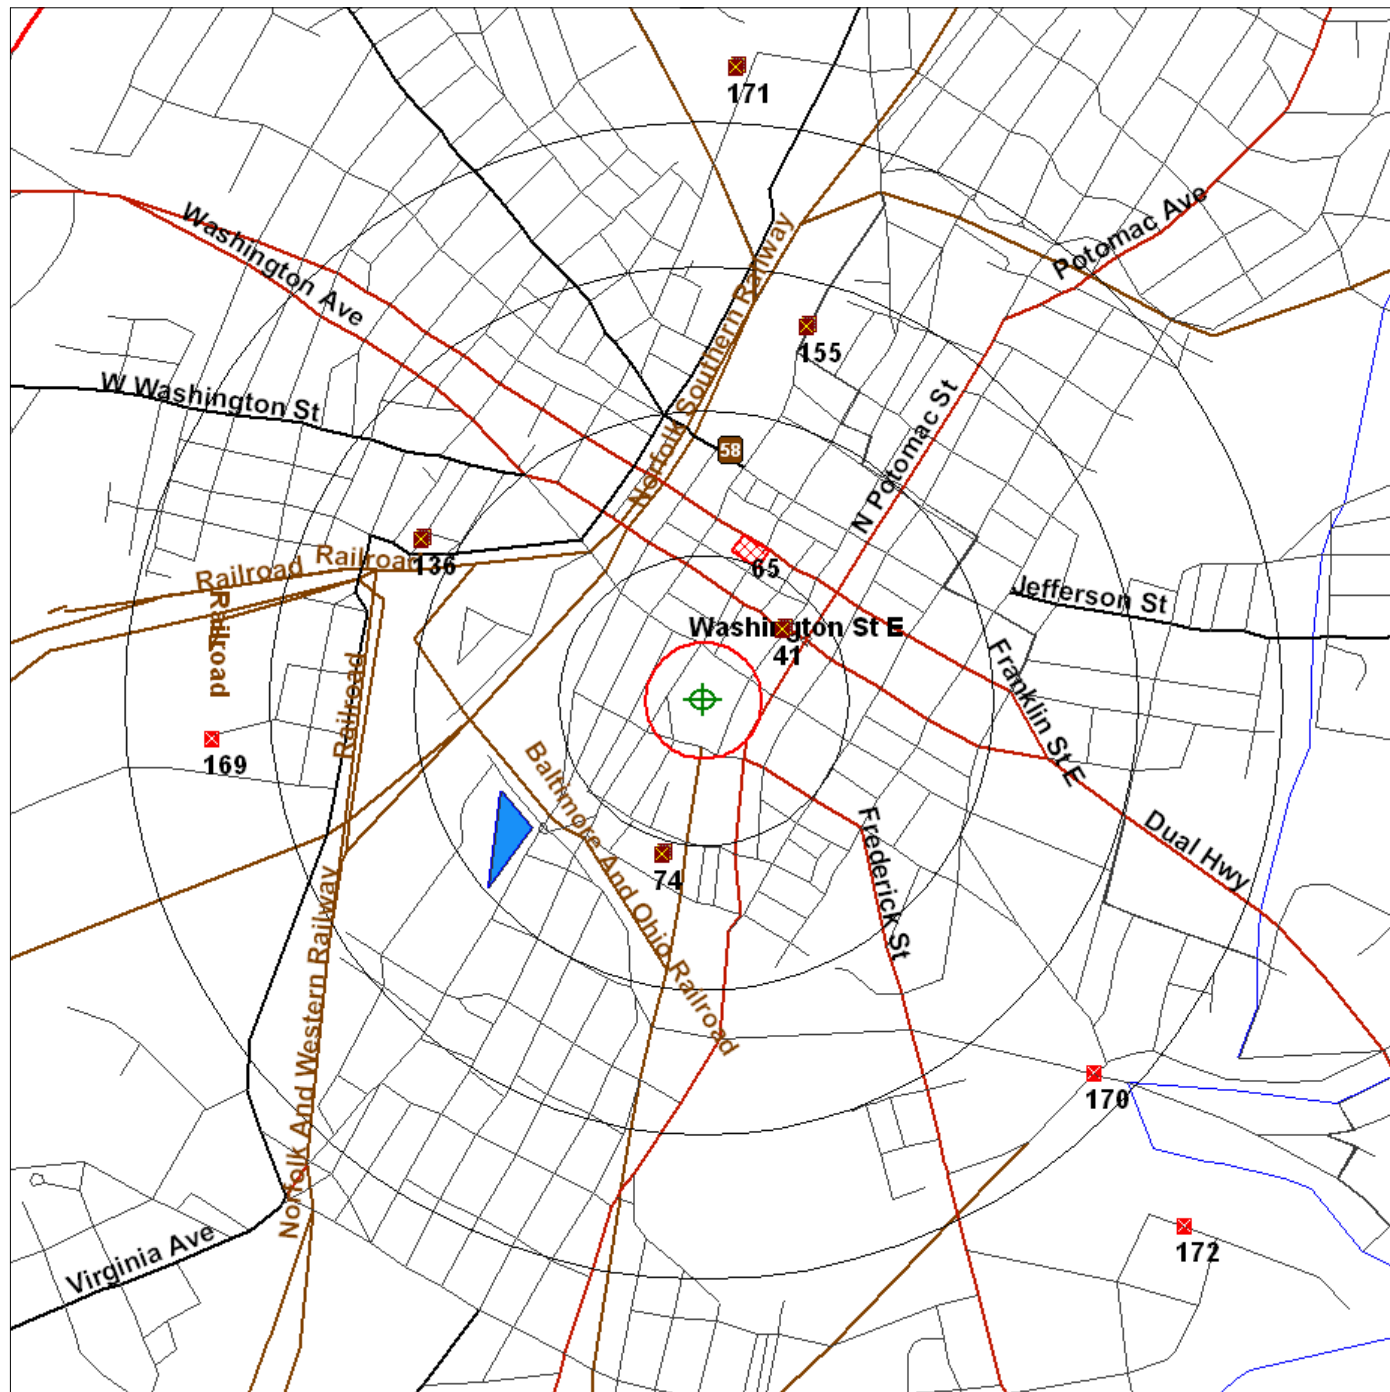 171
Potomac Ave
Washington Ave
Norfolk Southern Railway
155
W Washington St
N Potomac St
58
Railroad
Railroad
136
65
Jefferson St
Railroad
Washington St E
41
Franklin St E
Railroad
169
Baltimore And Ohio Railroad
Frederick St
Dual Hwy
74
Norfolk And Western Railway
170
172
Virginia Ave